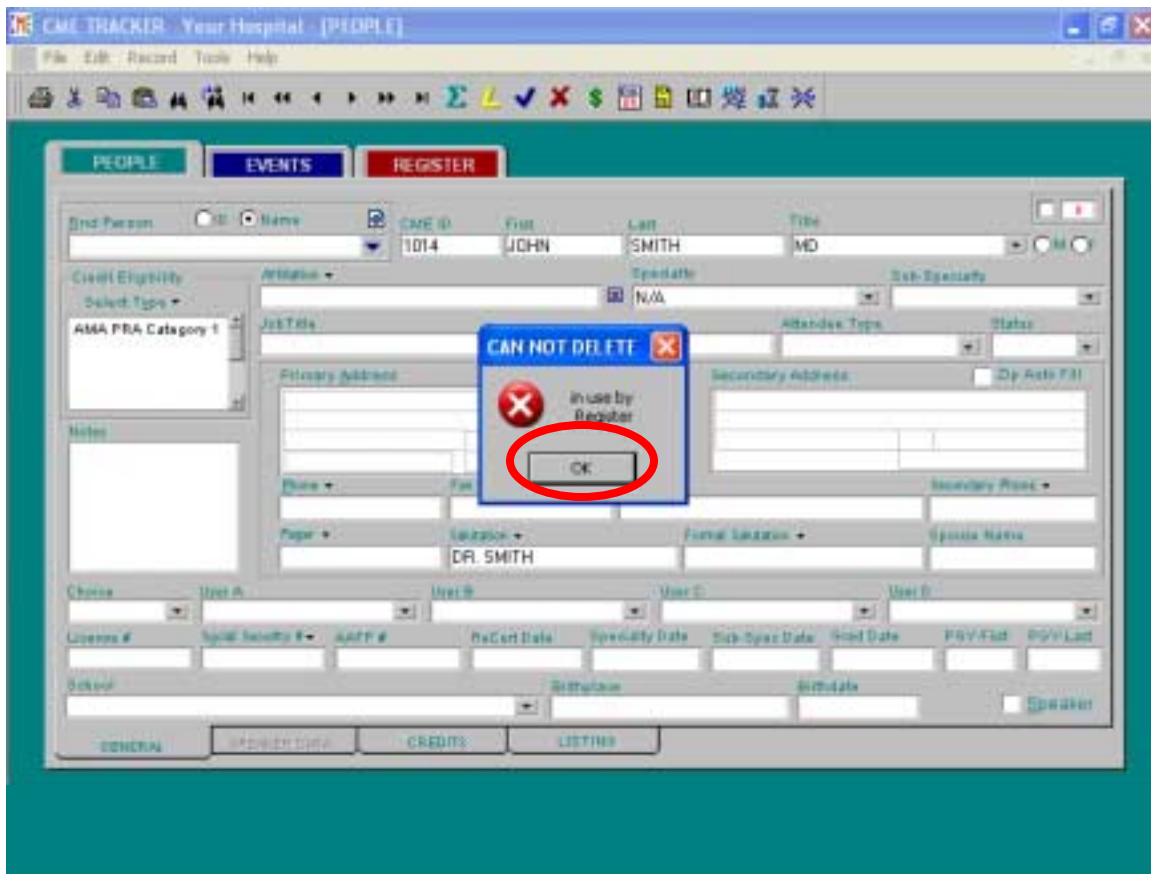 CME TRACKER Your Hospital - [PEOPLE]
File Edit Record Tools Help
PEOPLE EVENTS REGISTER
Find Person ID Name CME ID First Last Title
1014 JOHN SMITH MD M F
Credit Eligibility Affiliation Specialty Sub-Specialty
Select Type N/A
AMA PRA Category 1 Job Title Attendee Type Status
CAN NOT DELETE
Primary Address Secondary Address Zip Auto Fill
in use by
Register
Notes
OK
Phone Fax Secondary Phone
Pager Salutation Formal Salutation Spouse Name
DR. SMITH
Choice User A User B User C User D
License # Social Security # AAFP # ReCert Date Specialty Date Sub-Spec Date Grad Date PGY-First PGY-Last
School Birthplace Birthdate
Speaker
GENERAL SPEAKER DATA CREDITS LISTING